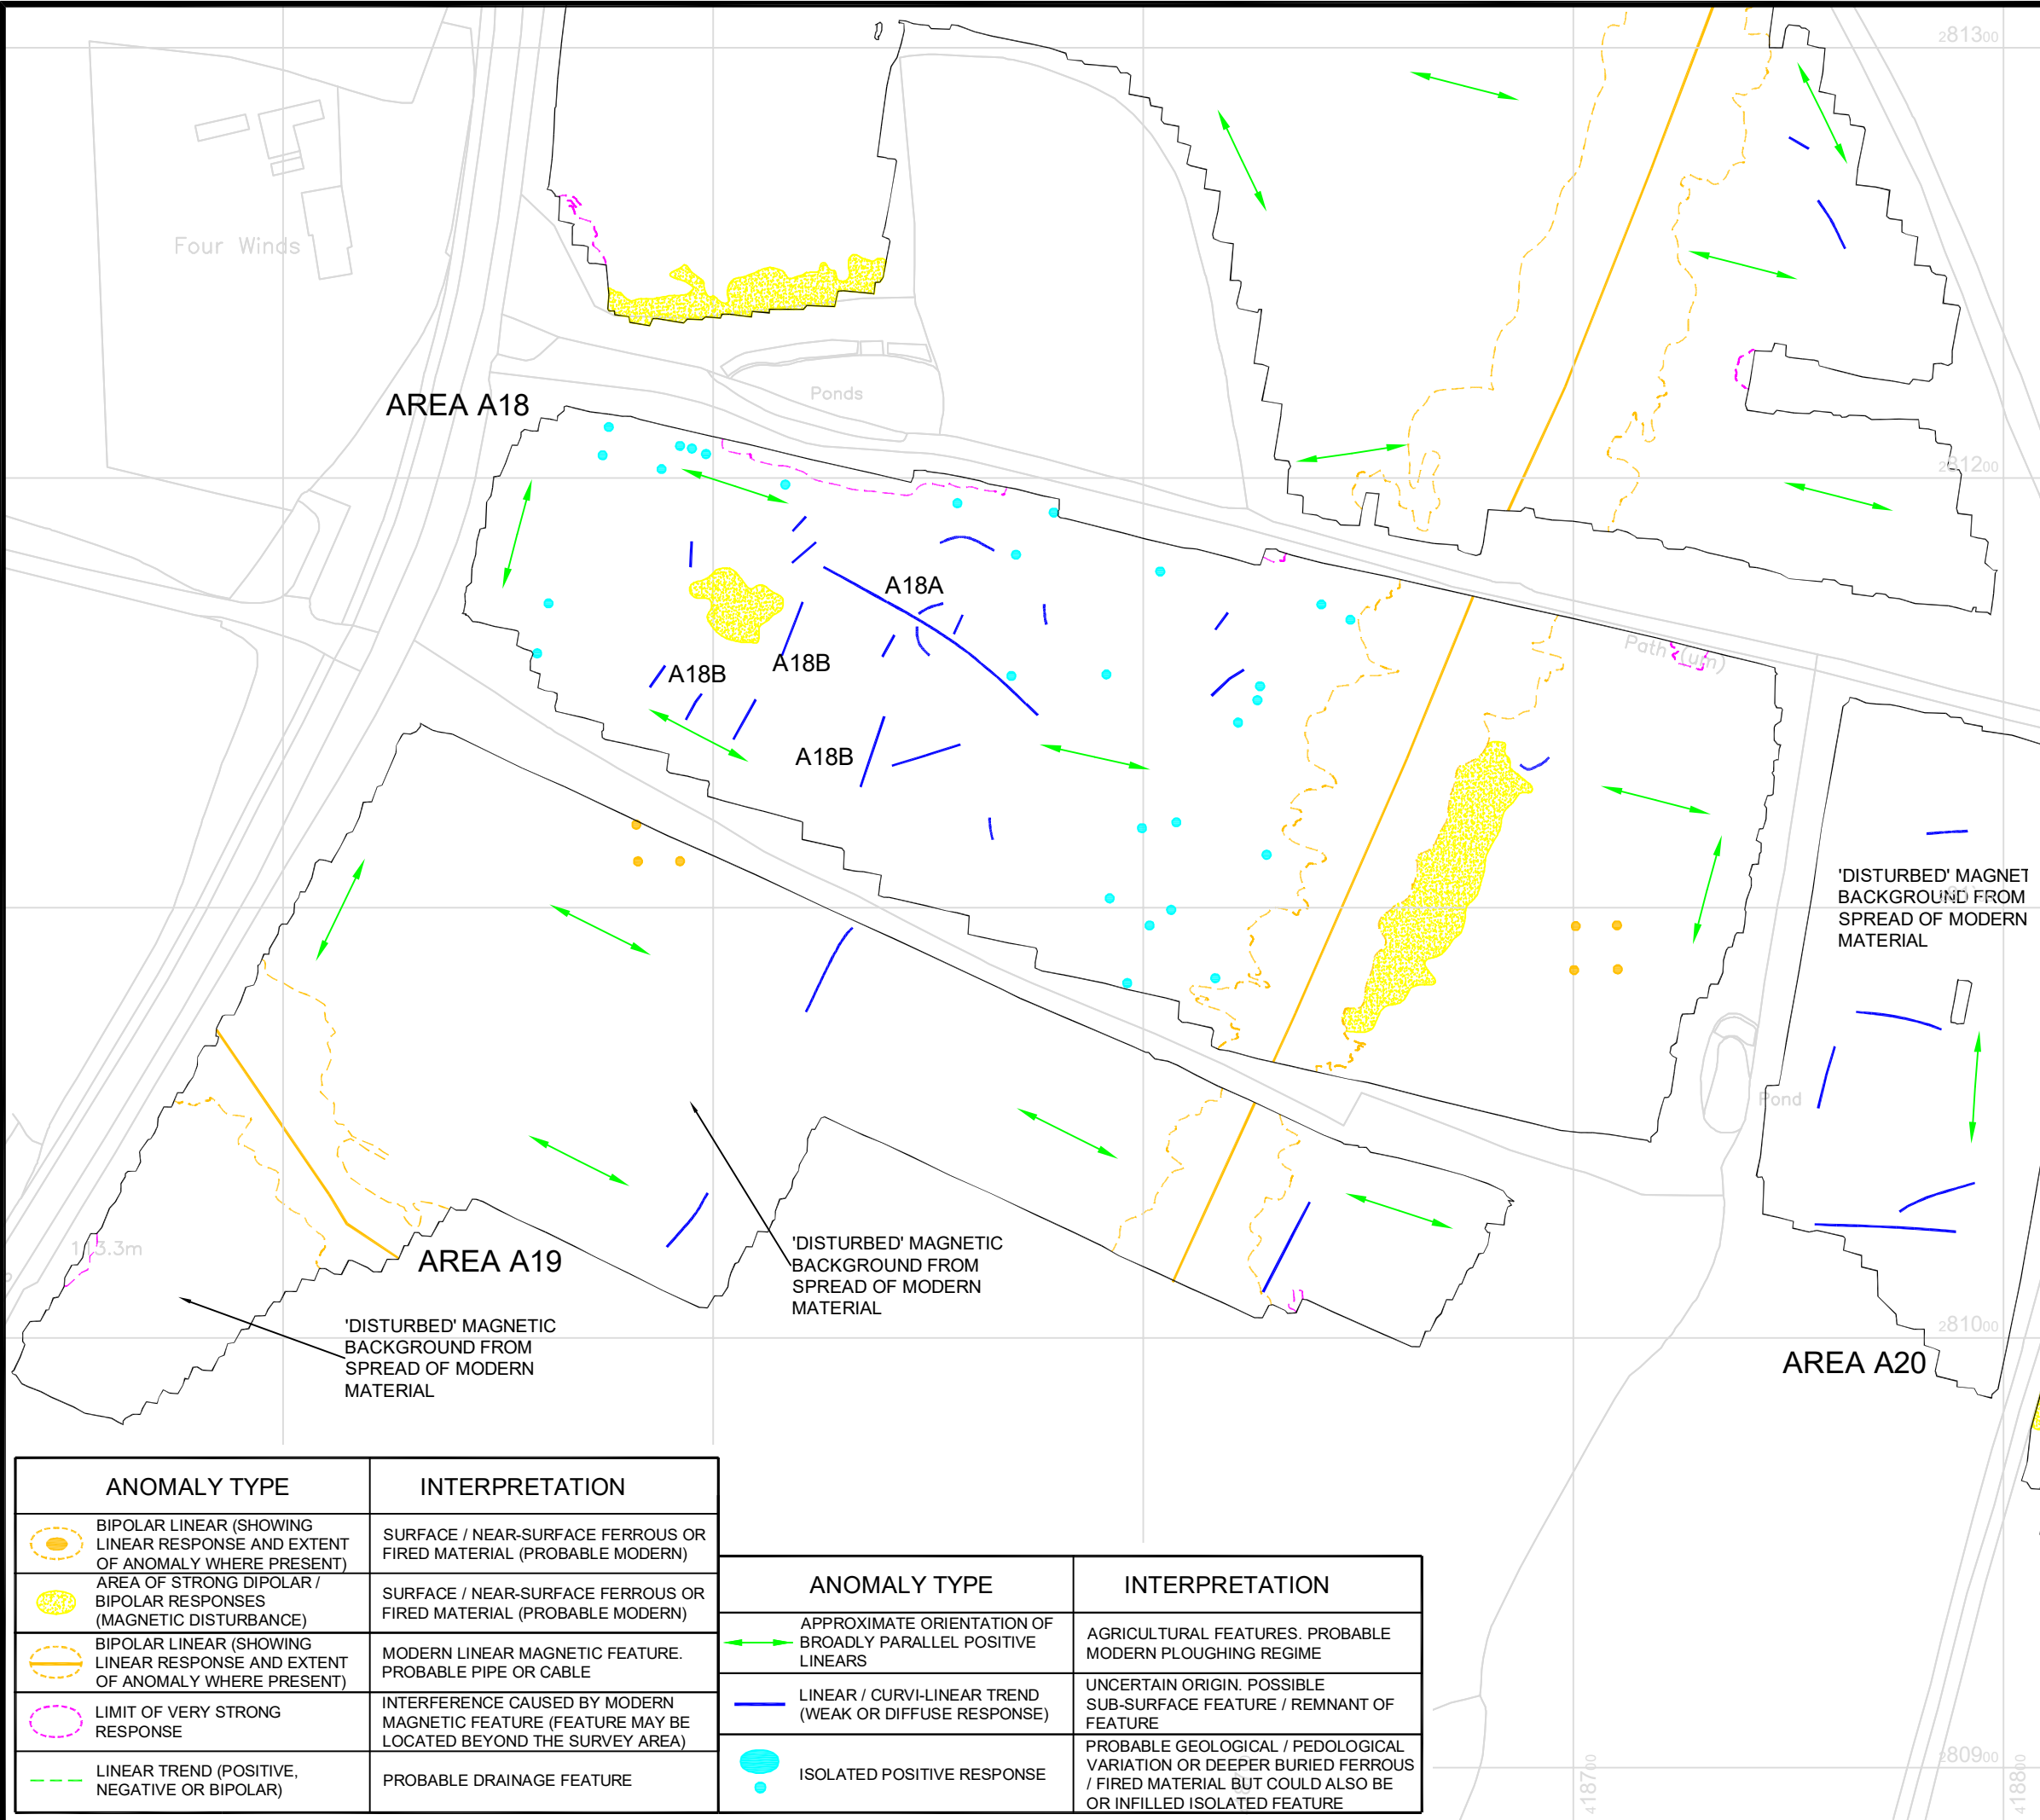 281300
Four Winds
AREA A18
Ponds
281200
A18A
A18B
A18B
A18B
Path (um)
'DISTURBED' MAGNET
BACKGROUND FROM
SPREAD OF MODERN
MATERIAL
Pond
113.3m
AREA A19
'DISTURBED' MAGNETIC
BACKGROUND FROM
SPREAD OF MODERN
MATERIAL
'DISTURBED' MAGNETIC
BACKGROUND FROM
SPREAD OF MODERN
MATERIAL
281000
AREA A20
ANOMALY TYPE
INTERPRETATION
BIPOLAR LINEAR (SHOWING
LINEAR RESPONSE AND EXTENT
OF ANOMALY WHERE PRESENT)
SURFACE / NEAR-SURFACE FERROUS OR
FIRED MATERIAL (PROBABLE MODERN)
AREA OF STRONG DIPOLAR /
BIPOLAR RESPONSES
(MAGNETIC DISTURBANCE)
SURFACE / NEAR-SURFACE FERROUS OR
FIRED MATERIAL (PROBABLE MODERN)
BIPOLAR LINEAR (SHOWING
LINEAR RESPONSE AND EXTENT
OF ANOMALY WHERE PRESENT)
MODERN LINEAR MAGNETIC FEATURE.
PROBABLE PIPE OR CABLE
LIMIT OF VERY STRONG
RESPONSE
INTERFERENCE CAUSED BY MODERN
MAGNETIC FEATURE (FEATURE MAY BE
LOCATED BEYOND THE SURVEY AREA)
LINEAR TREND (POSITIVE,
NEGATIVE OR BIPOLAR)
PROBABLE DRAINAGE FEATURE
ANOMALY TYPE
INTERPRETATION
APPROXIMATE ORIENTATION OF
BROADLY PARALLEL POSITIVE
LINEARS
AGRICULTURAL FEATURES. PROBABLE
MODERN PLOUGHING REGIME
LINEAR / CURVI-LINEAR TREND
(WEAK OR DIFFUSE RESPONSE)
UNCERTAIN ORIGIN. POSSIBLE
SUB-SURFACE FEATURE / REMNANT OF
FEATURE
ISOLATED POSITIVE RESPONSE
PROBABLE GEOLOGICAL / PEDOLOGICAL
VARIATION OR DEEPER BURIED FERROUS
/ FIRED MATERIAL BUT COULD ALSO BE
OR INFILLED ISOLATED FEATURE
280900
418700
418800